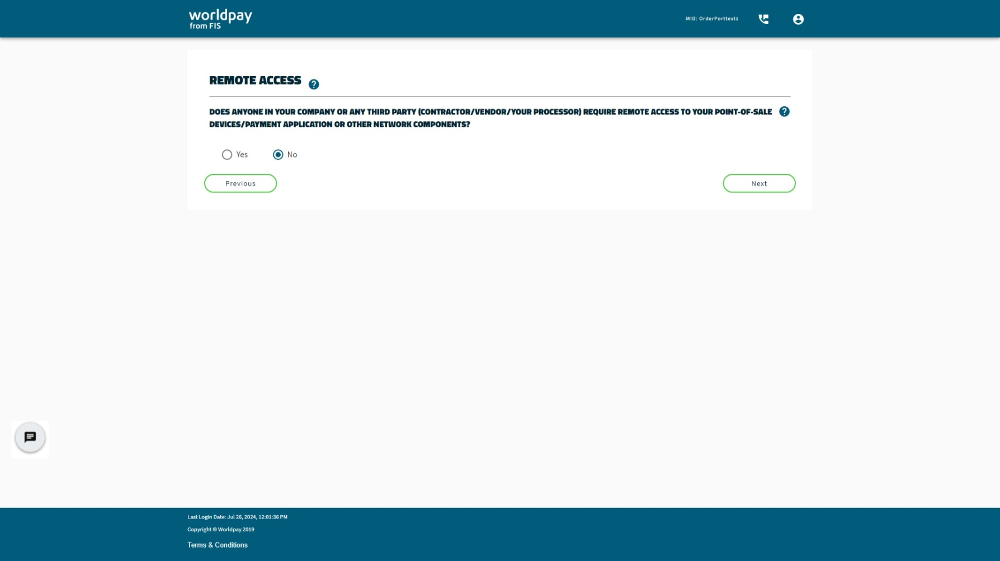 worldpay
from FIS
MID: OrderPorttest1
REMOTE ACCESS ?
DOES ANYONE IN YOUR COMPANY OR ANY THIRD PARTY (CONTRACTOR/VENDOR/YOUR PROCESSOR) REQUIRE REMOTE ACCESS TO YOUR POINT-OF-SALE ?
DEVICES/PAYMENT APPLICATION OR OTHER NETWORK COMPONENTS?
Yes No
Previous Next
Last Login Date: Jul 26, 2024, 12:01:36 PM
Copyright © Worldpay 2019
Terms & Conditions